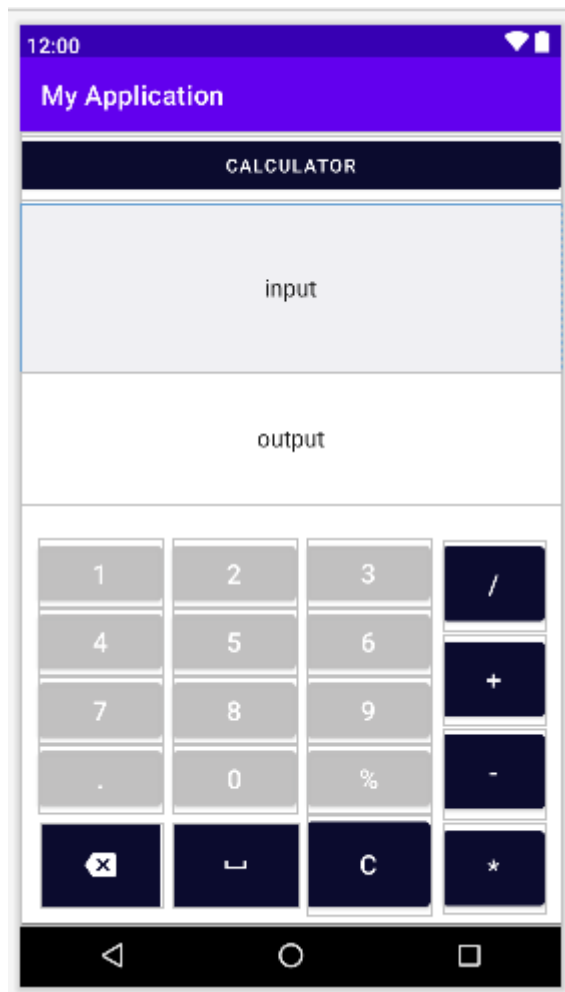 12:00
My Application
CALCULATOR
input
output
1 2 3 /
4 5 6 +
7 8 9 -
. 0 % 
C *